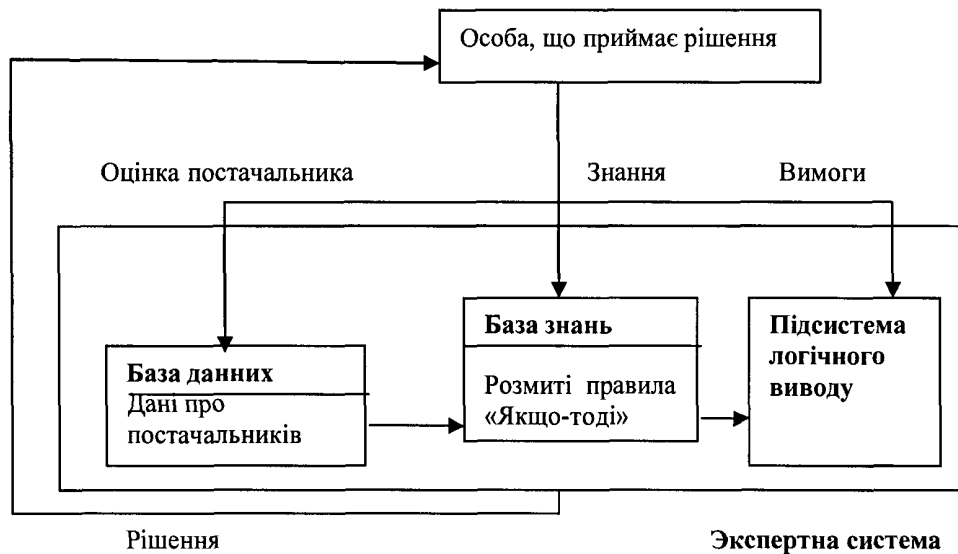 Особа, що приймає рішення
Оцінка постачальника
Знання
Вимоги
База данних
Дані про
постачальників
База знань
Розмиті правила
«Якщо-тоді»
Підсистема
логічного
виводу
Рішення
Экспертна система